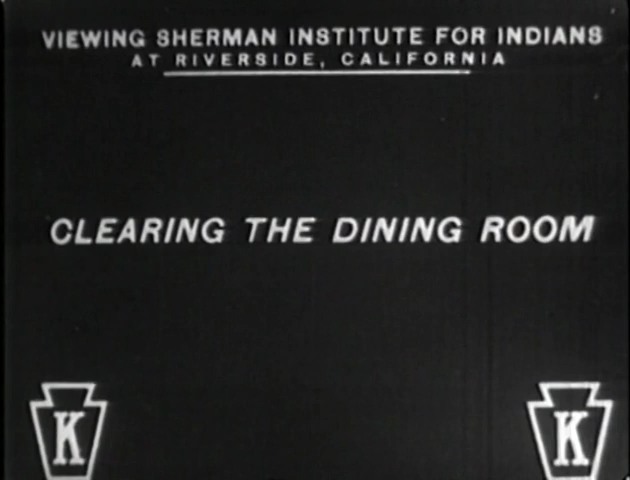 VIEWING SHERMAN INSTITUTE FOR INDIANS
AT RIVERSIDE, CALIFORNIA
CLEARING THE DINING ROOM
K K